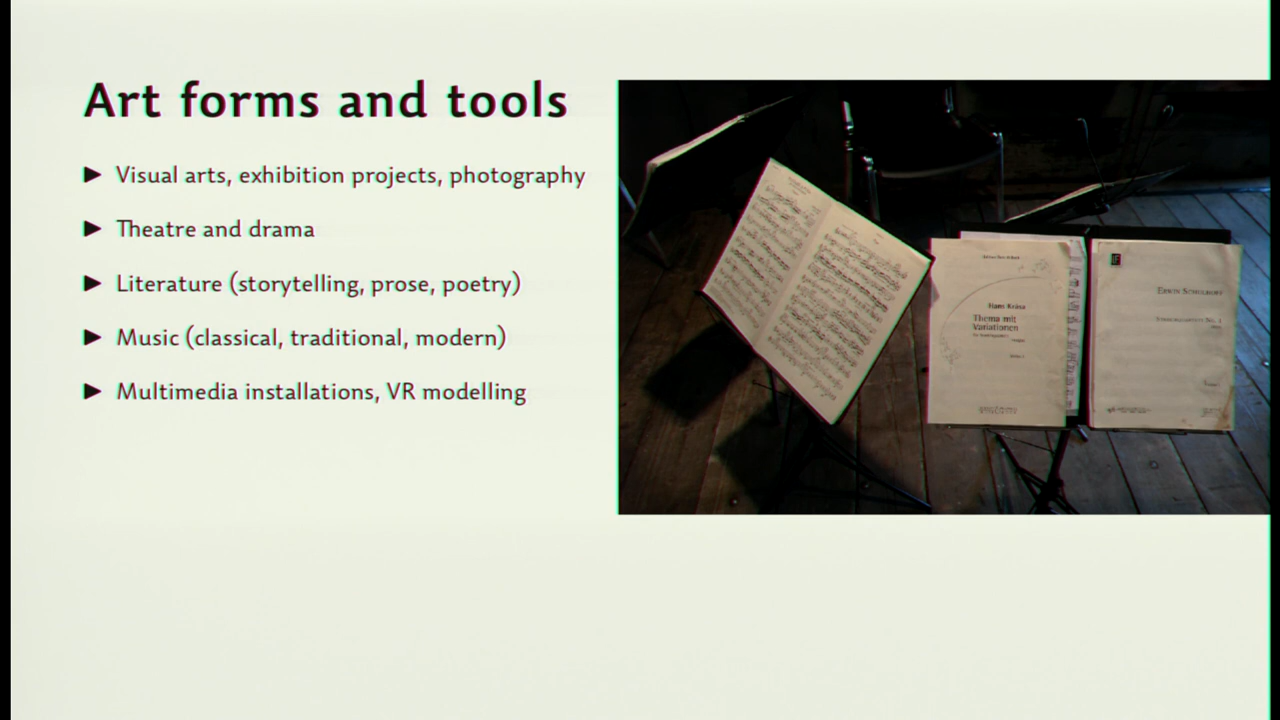 Art forms and tools
Visual arts, exhibition projects, photography
Theatre and drama
Literature (storytelling, prose, poetry)
Music (classical, traditional, modern)
Multimedia installations, VR modelling
Hans Krása
Thema mit
Variationen
Erwin Schulhoff